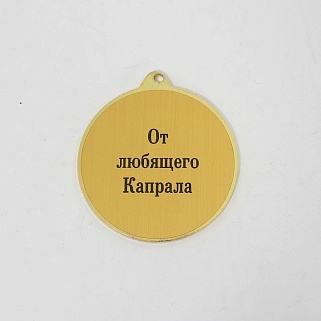 От
любящего
Капрала